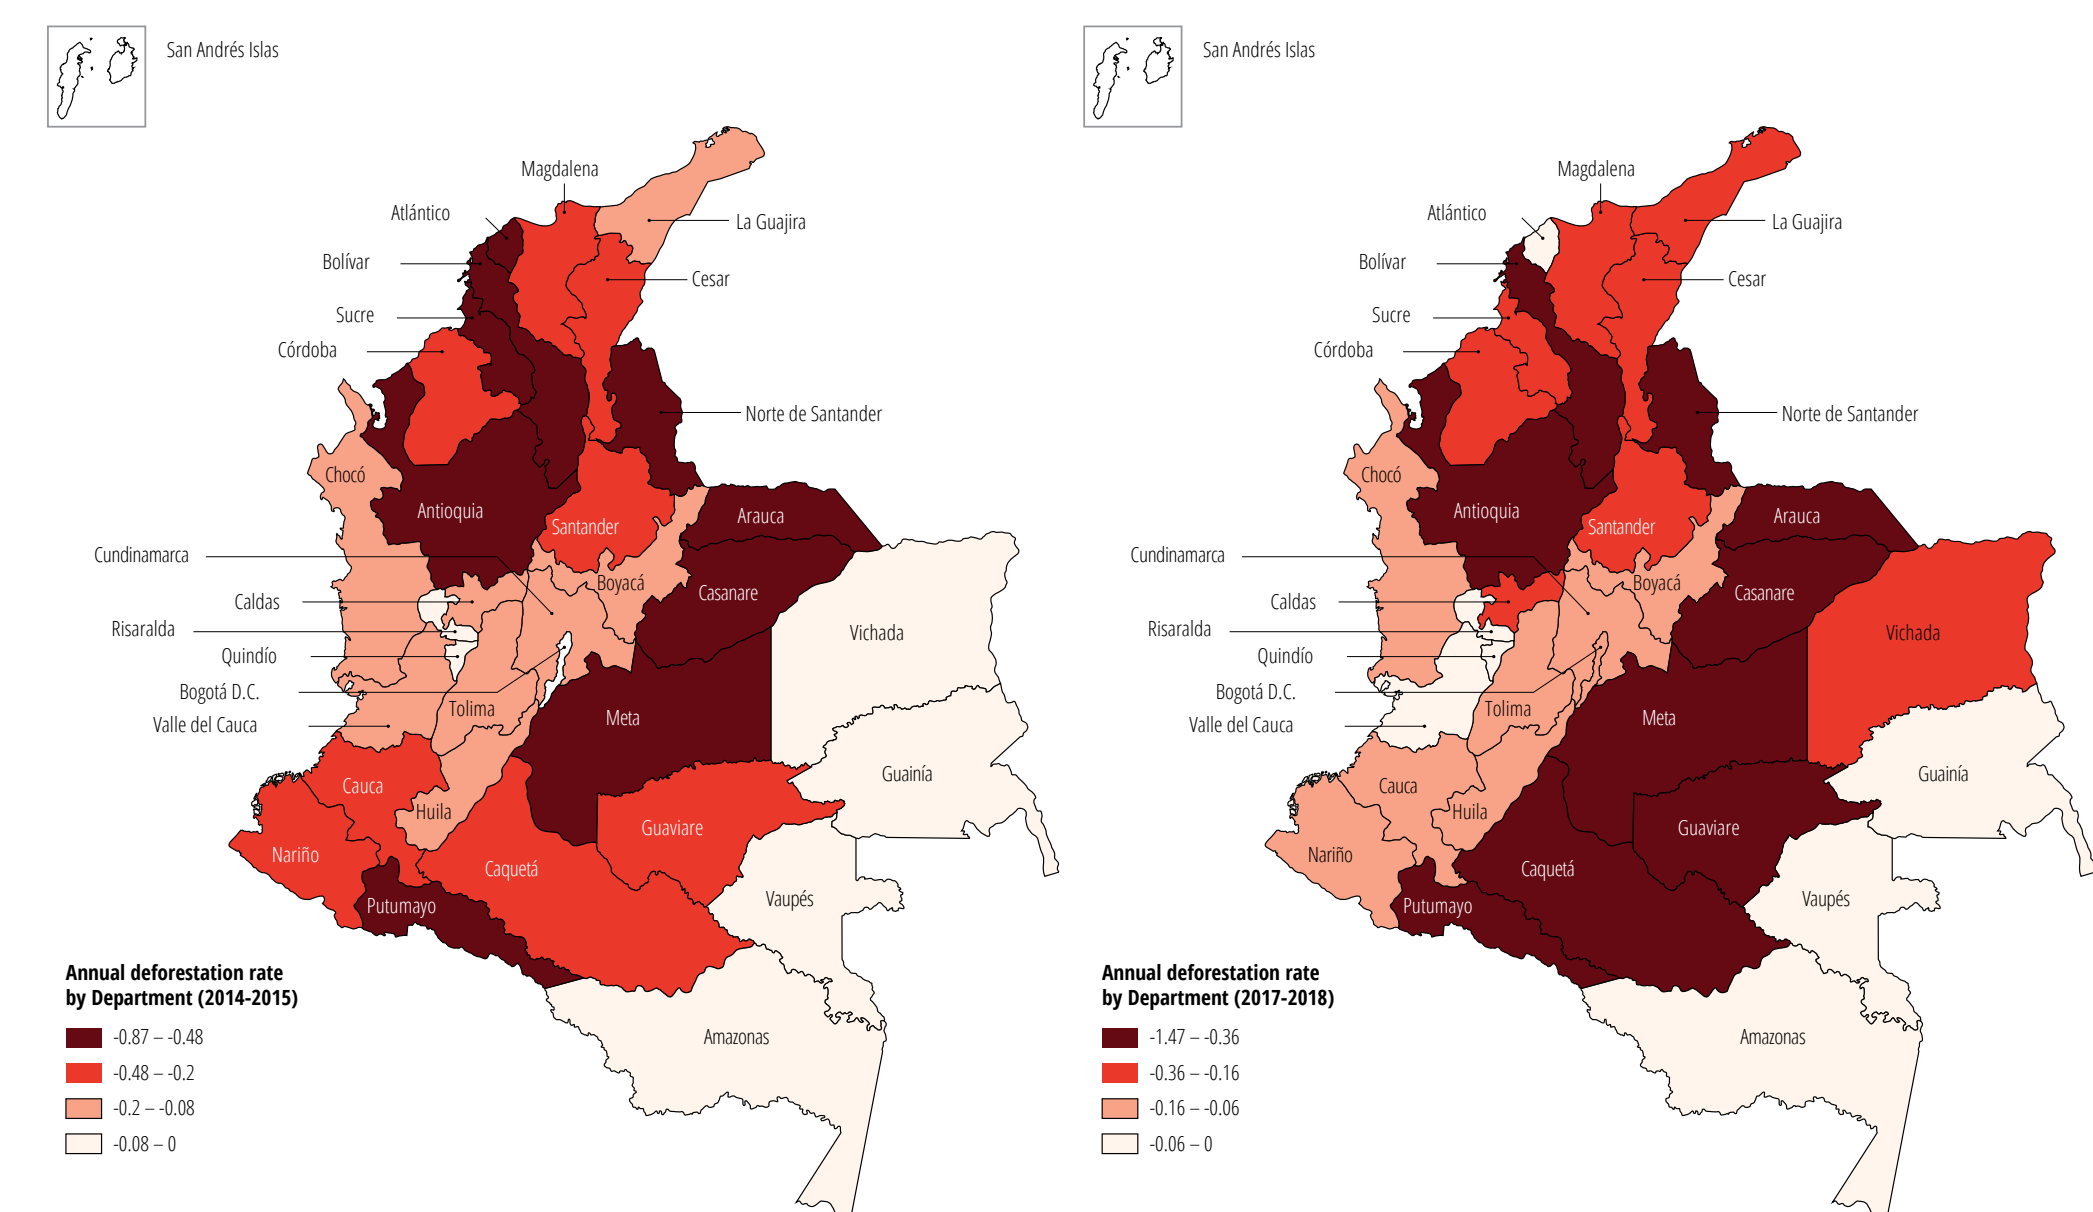 San Andrés Islas
Magdalena
Atlántico
La Guajira
Bolívar
Cesar
Sucre
Córdoba
Norte de Santander
Chocó
Antioquia
Arauca
Santander
Cundinamarca
Boyacá
Casanare
Caldas
Risaralda
Vichada
Quindío
Bogotá D.C.
Tolima
Meta
Valle del Cauca
Guainía
Cauca
Huila
Guaviare
Nariño
Caquetá
Vaupés
Putumayo
Amazonas
Annual deforestation rate
by Department (2014-2015)
-0.87 – -0.48
-0.48 – -0.2
-0.2 – -0.08
-0.08 – 0
San Andrés Islas
Magdalena
Atlántico
La Guajira
Bolívar
Cesar
Sucre
Córdoba
Norte de Santander
Chocó
Antioquia
Arauca
Santander
Cundinamarca
Boyacá
Casanare
Caldas
Risaralda
Vichada
Quindío
Bogotá D.C.
Tolima
Meta
Valle del Cauca
Guainía
Cauca
Huila
Guaviare
Nariño
Caquetá
Vaupés
Putumayo
Amazonas
Annual deforestation rate
by Department (2017-2018)
-1.47 – -0.36
-0.36 – -0.16
-0.16 – -0.06
-0.06 – 0